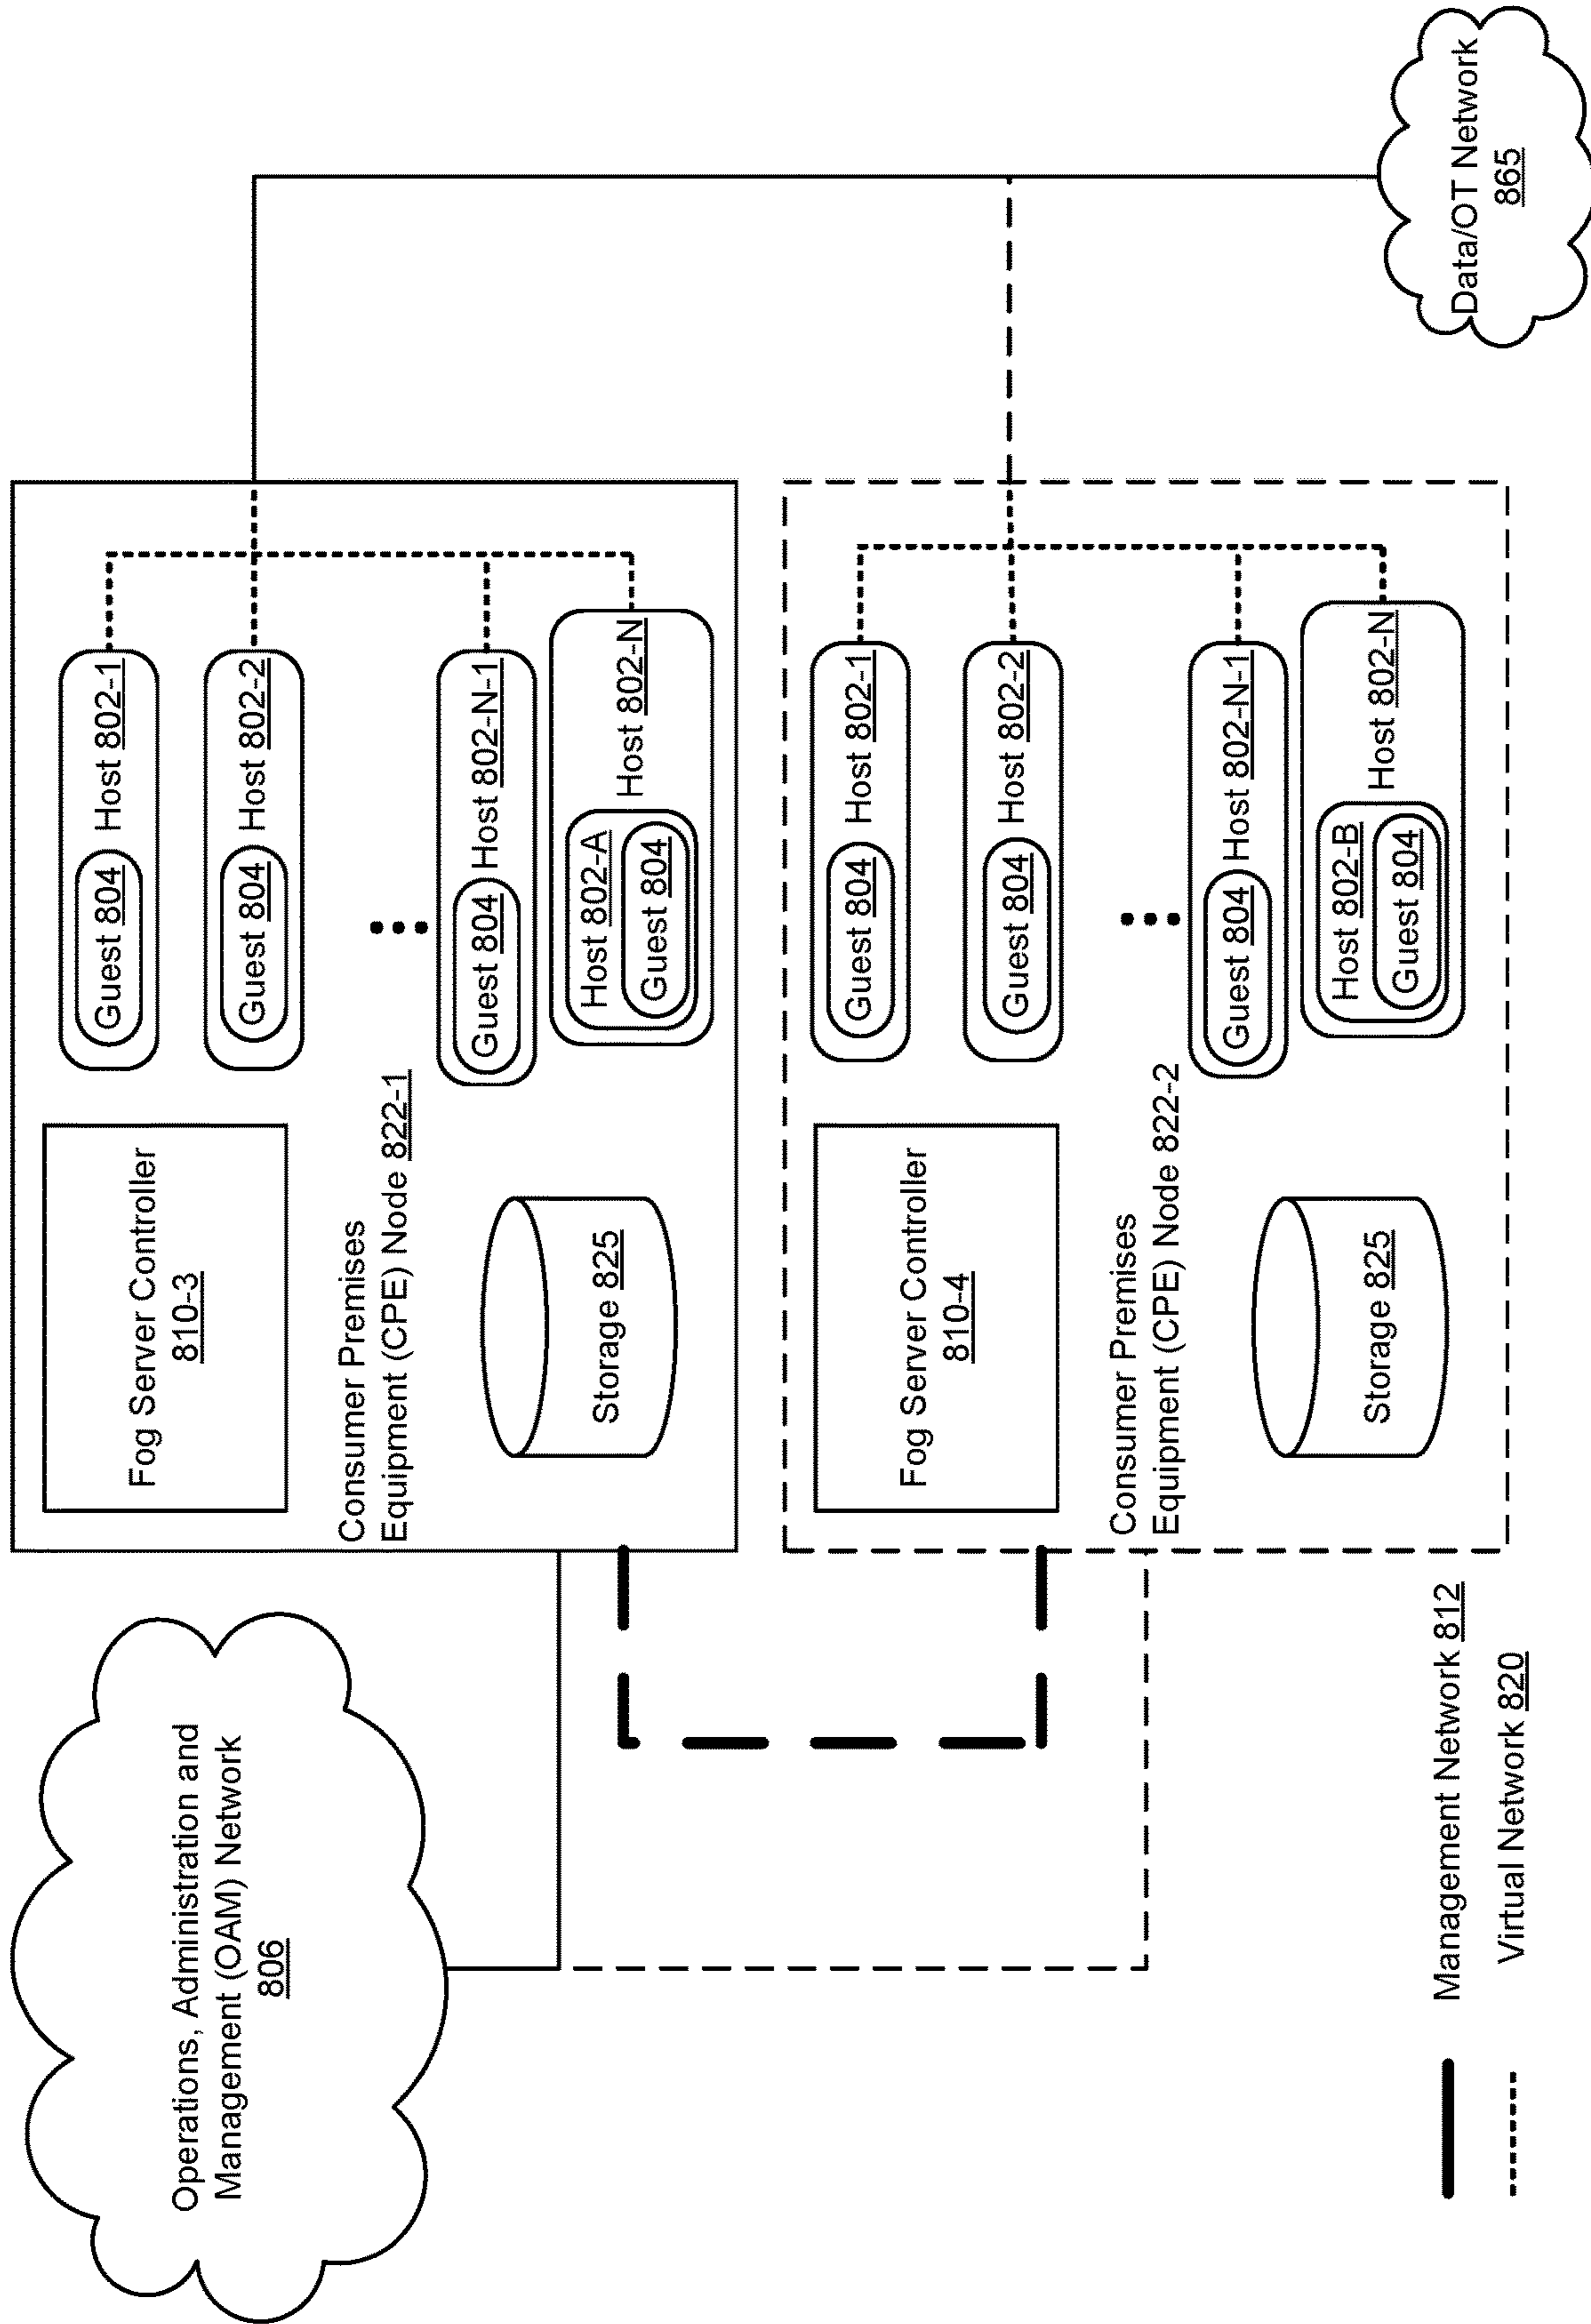 Operations, Administration and
Management (OAM) Network
806
Fog Server Controller
810-3
Consumer Premises
Equipment (CPE) Node 822-1
Storage 825
Guest 804 Host 802-1
Guest 804 Host 802-2
Guest 804 Host 802-N-1
Host 802-A
Guest 804
Host 802-N
Fog Server Controller
810-4
Consumer Premises
Equipment (CPE) Node 822-2
Storage 825
Guest 804 Host 802-1
Guest 804 Host 802-2
Guest 804 Host 802-N-1
Host 802-B
Guest 804
Host 802-N
Data/OT Network
865
Management Network 812
Virtual Network 820